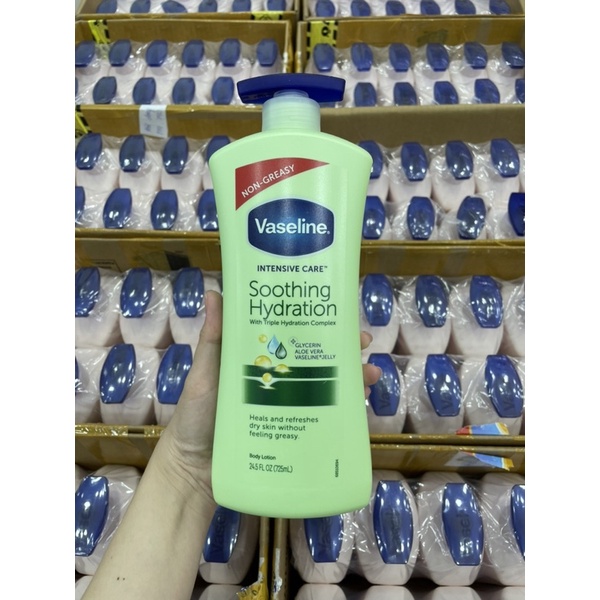 NON-GREASY
Vaseline®
INTENSIVE CARE™
Soothing
Hydration
With Triple Hydration Complex
GLYCERIN
ALOE VERA
VASELINE® JELLY
Heals and refreshes
dry skin without
feeling greasy
Body Lotion
24.5 FL OZ (725mL)